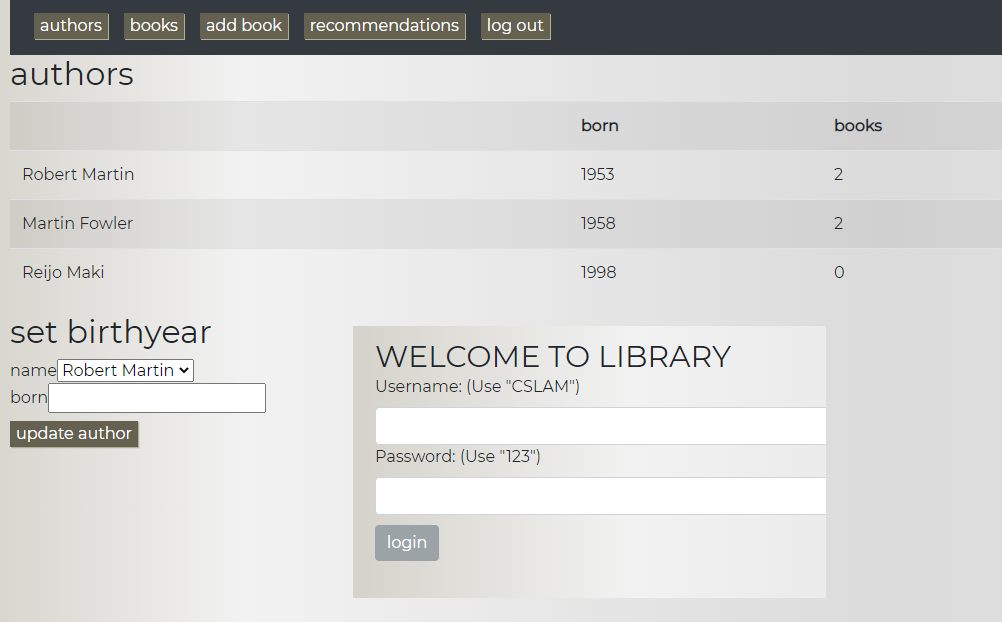 authors books add book recommendations log out
authors
born books
Robert Martin 1953 2
Martin Fowler 1958 2
Reijo Maki 1998 0
set birthyear
name Robert Martin
born
update author
WELCOME TO LIBRARY
Username: (Use "CSLAM")
Password: (Use "123")
login